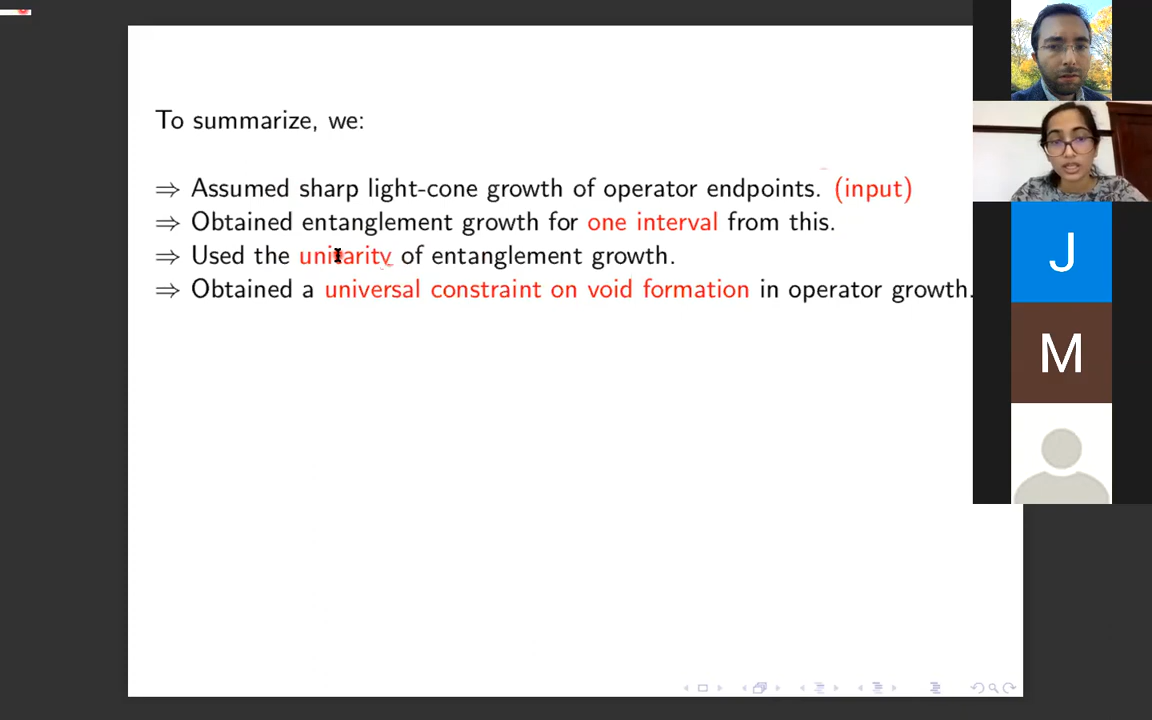 To summarize, we:
⇒ Assumed sharp light-cone growth of operator endpoints. (input)
⇒ Obtained entanglement growth for one interval from this.
⇒ Used the unitarity of entanglement growth.
⇒ Obtained a universal constraint on void formation in operator growth.
J
M